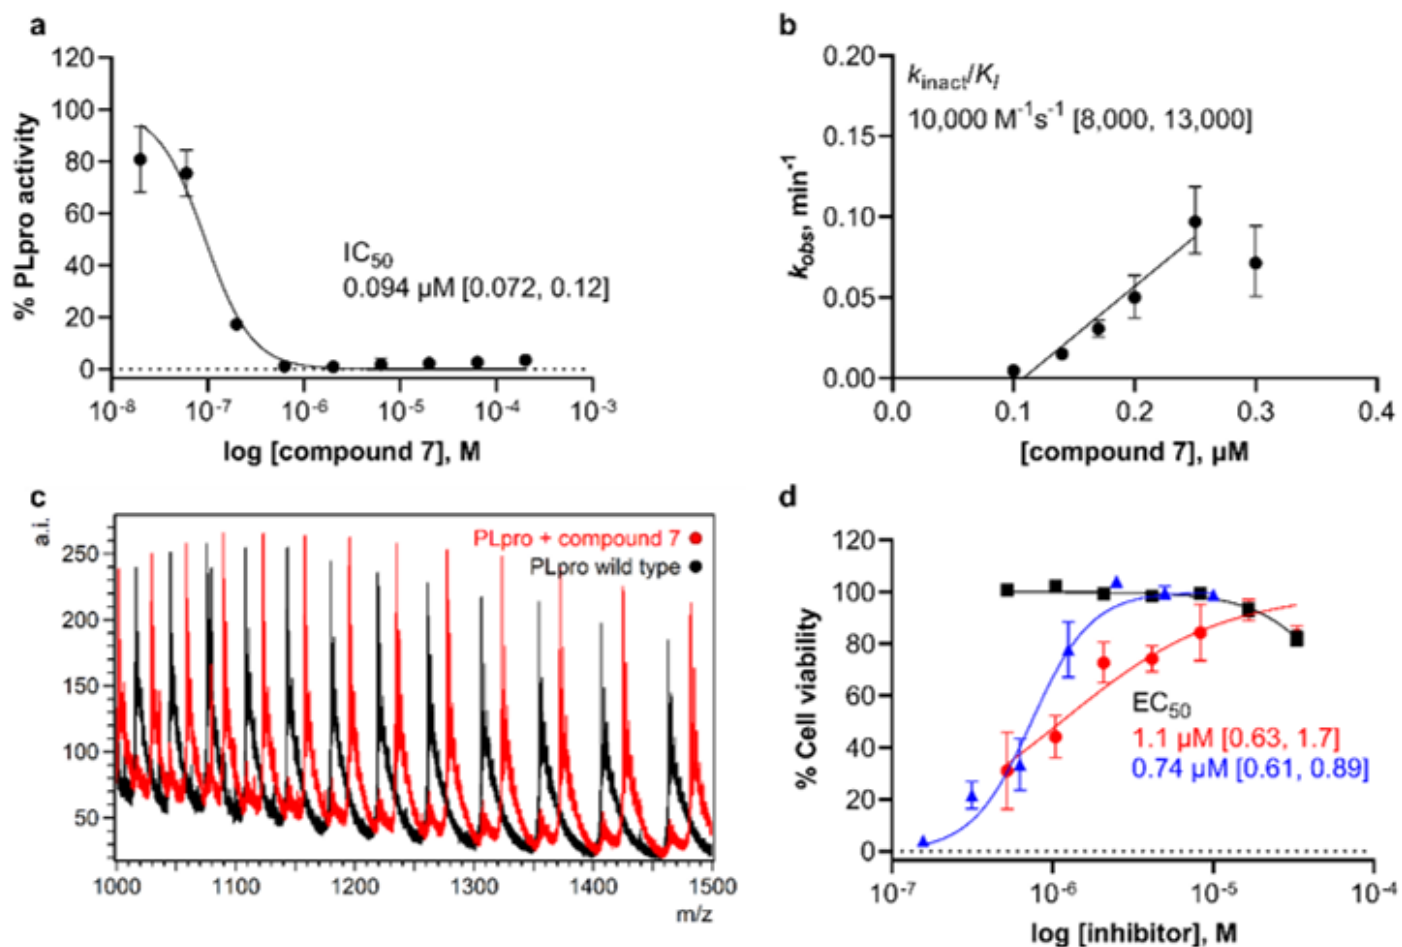 a
120
100
80
60
40
20
0
% PLpro activity
IC50
0.094 µM [0.072, 0.12]
10-8 10-7 10-6 10-5 10-4 10-3
log [compound 7], M
b
0.20
0.15
0.10
0.05
0.00
kobs, min-1
kinact/KI
10,000 M-1s-1 [8,000, 13,000]
0.0 0.1 0.2 0.3 0.4
[compound 7], µM
c
a.i.
250
200
150
100
50
PLpro + compound 7
PLpro wild type
1000 1100 1200 1300 1400 1500
m/z
d
120
100
80
60
40
20
0
% Cell viability
EC50
1.1 µM [0.63, 1.7]
0.74 µM [0.61, 0.89]
10-7 10-6 10-5 10-4
log [inhibitor], M